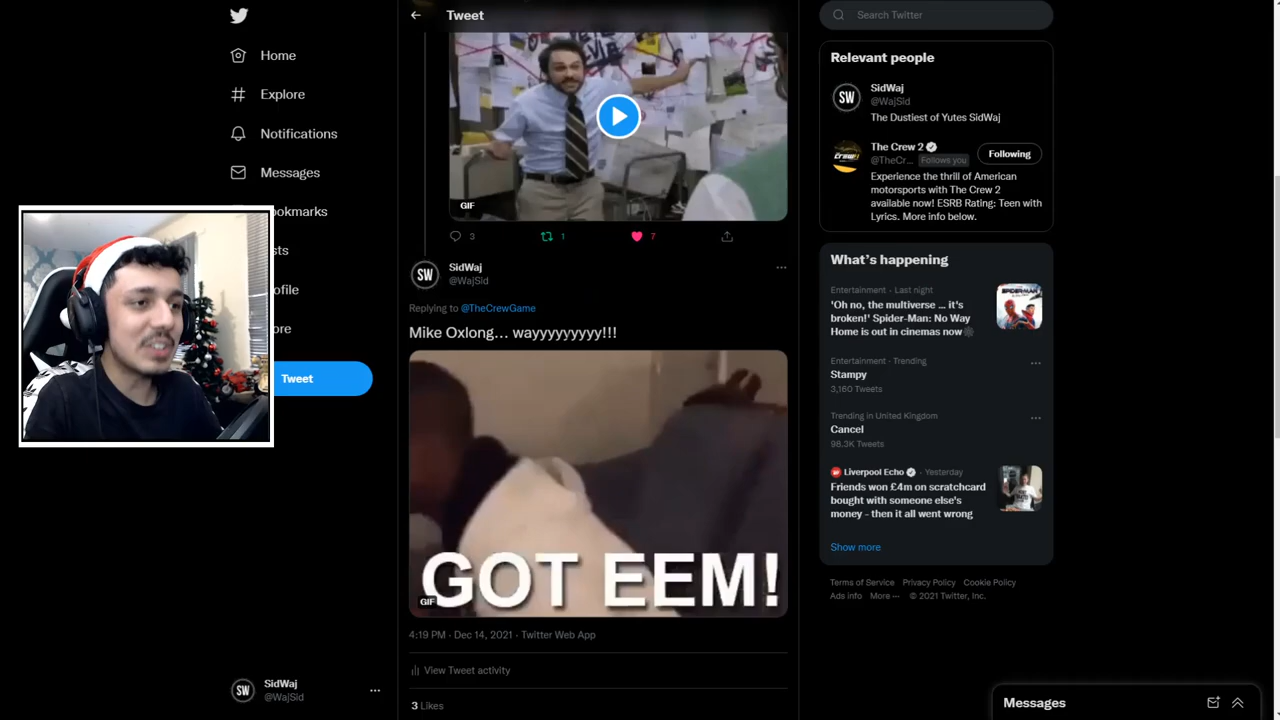 Home
Explore
Notifications
Messages
ookmarks
sts
ofile
ore
Tweet
SidWaj
@WajSid
Tweet
GIF
3
1
7
SW
SidWaj
@WajSid
Replying to @TheCrewGame
Mike Oxlong... wayyyyyyyyy!!!
GOT EEM!
GIF
4:19 PM · Dec 14, 2021 · Twitter Web App
View Tweet activity
3 Likes
Search Twitter
Relevant people
SW
SidWaj
@WajSid
The Dustiest of Yutes SidWaj
The Crew 2
@TheCr... Follows you
Following
Experience the thrill of American
motorsports with The Crew 2
available now! ESRB Rating: Teen with
Lyrics. More info below.
What's happening
Entertainment · Last night
'Oh no, the multiverse ... it's
broken!' Spider-Man: No Way
Home is out in cinemas now
Entertainment · Trending
Stampy
3,160 Tweets
Trending in United Kingdom
Cancel
98.3K Tweets
Liverpool Echo · Yesterday
Friends won £4m on scratchcard
bought with someone else's
money - then it all went wrong
Show more
Terms of Service Privacy Policy Cookie Policy
Ads info More ··· © 2021 Twitter, Inc.
SW
Messages